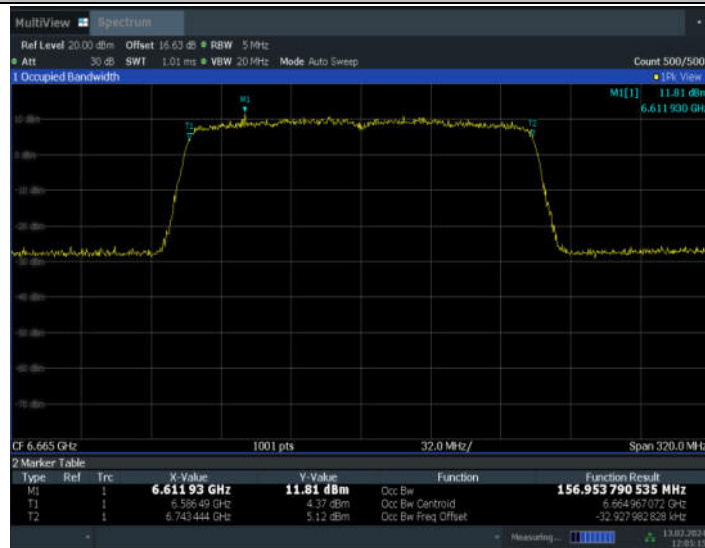 MultiView Spectrum
Ref Level 20.00 dBm Offset 16.63 dB RBW 5 MHz
Att 30 dB SWT 1.01 ms VBW 20 MHz Mode Auto Sweep Count 500/500
1 Occupied Bandwidth 1Pk View
M1[1] 11.81 dBm
6.611 930 GHz
M1
10 dBm
T1 T2
0 dBm
-10 dBm
-20 dBm
-30 dBm
-40 dBm
-50 dBm
-60 dBm
-70 dBm
CF 6.665 GHz 1001 pts 32.0 MHz/ Span 320.0 MHz
2 Marker Table
Type Ref Trc X-Value Y-Value Function Function Result
M1 1 6.611 93 GHz 11.81 dBm Occ Bw 156.953 790 535 MHz
T1 1 6.586 49 GHz 4.37 dBm Occ Bw Centroid 6.664 967 072 GHz
T2 1 6.743 444 GHz 5.12 dBm Occ Bw Freq Offset -32.927 982 828 kHz
Measuring...